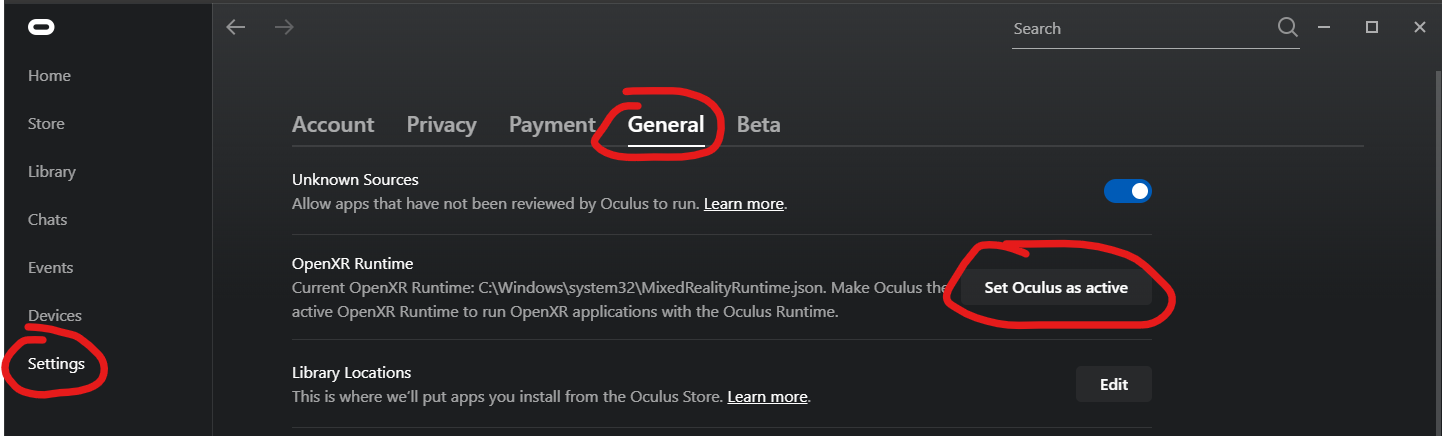 Search
Home
Store
Library
Chats
Events
Devices
Settings
Account Privacy Payment General Beta
Unknown Sources
Allow apps that have not been reviewed by Oculus to run. Learn more.
OpenXR Runtime
Current OpenXR Runtime: C:\Windows\system32\MixedRealityRuntime.json. Make Oculus the
active OpenXR Runtime to run OpenXR applications with the Oculus Runtime.
Set Oculus as active
Library Locations
This is where we'll put apps you install from the Oculus Store. Learn more.
Edit